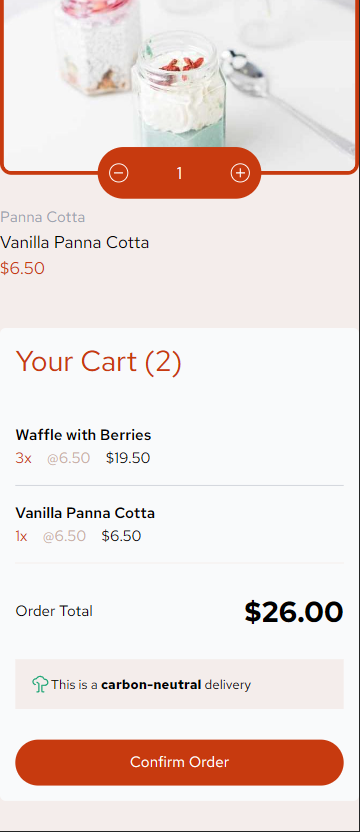 1
Panna Cotta
Vanilla Panna Cotta
$6.50
Your Cart (2)
Waffle with Berries
3x @6.50 $19.50
Vanilla Panna Cotta
1x @6.50 $6.50
Order Total $26.00
This is a carbon-neutral delivery
Confirm Order